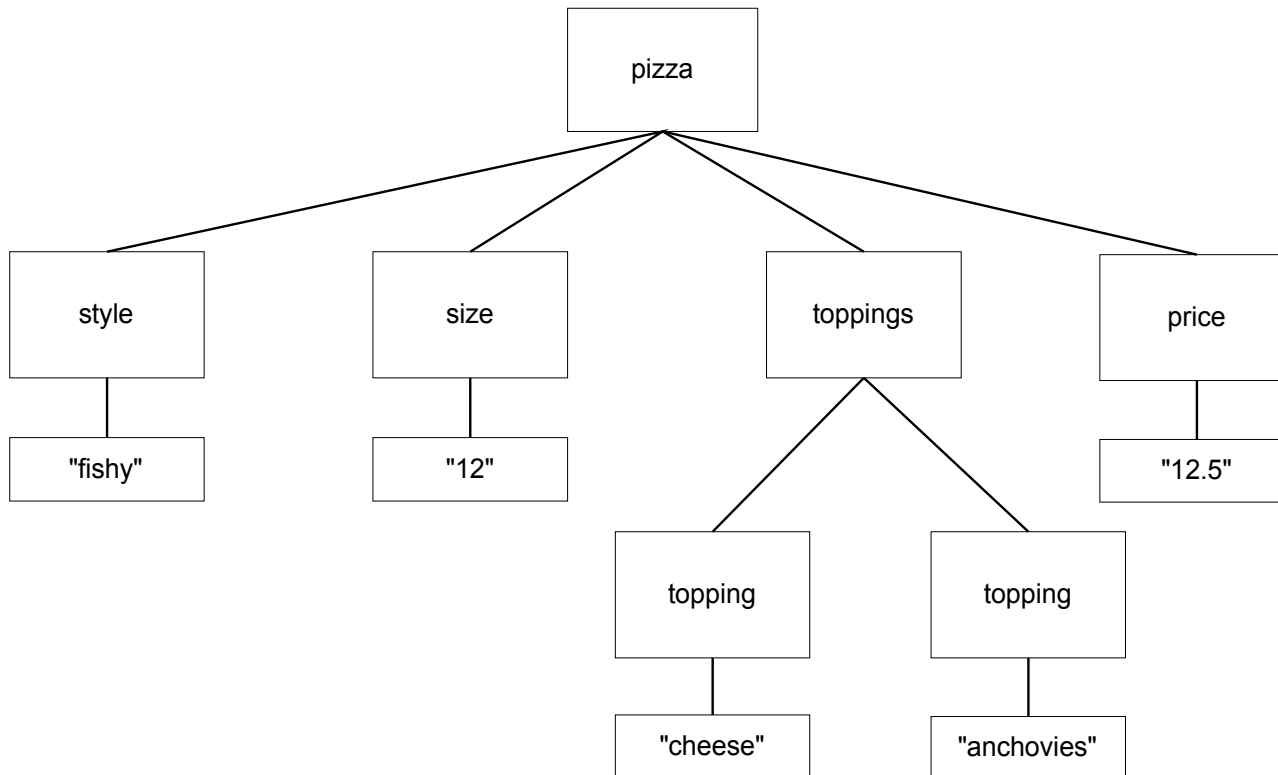 pizza
style
size
toppings
price
"fishy"
"12"
"12.5"
topping
topping
"cheese"
"anchovies"